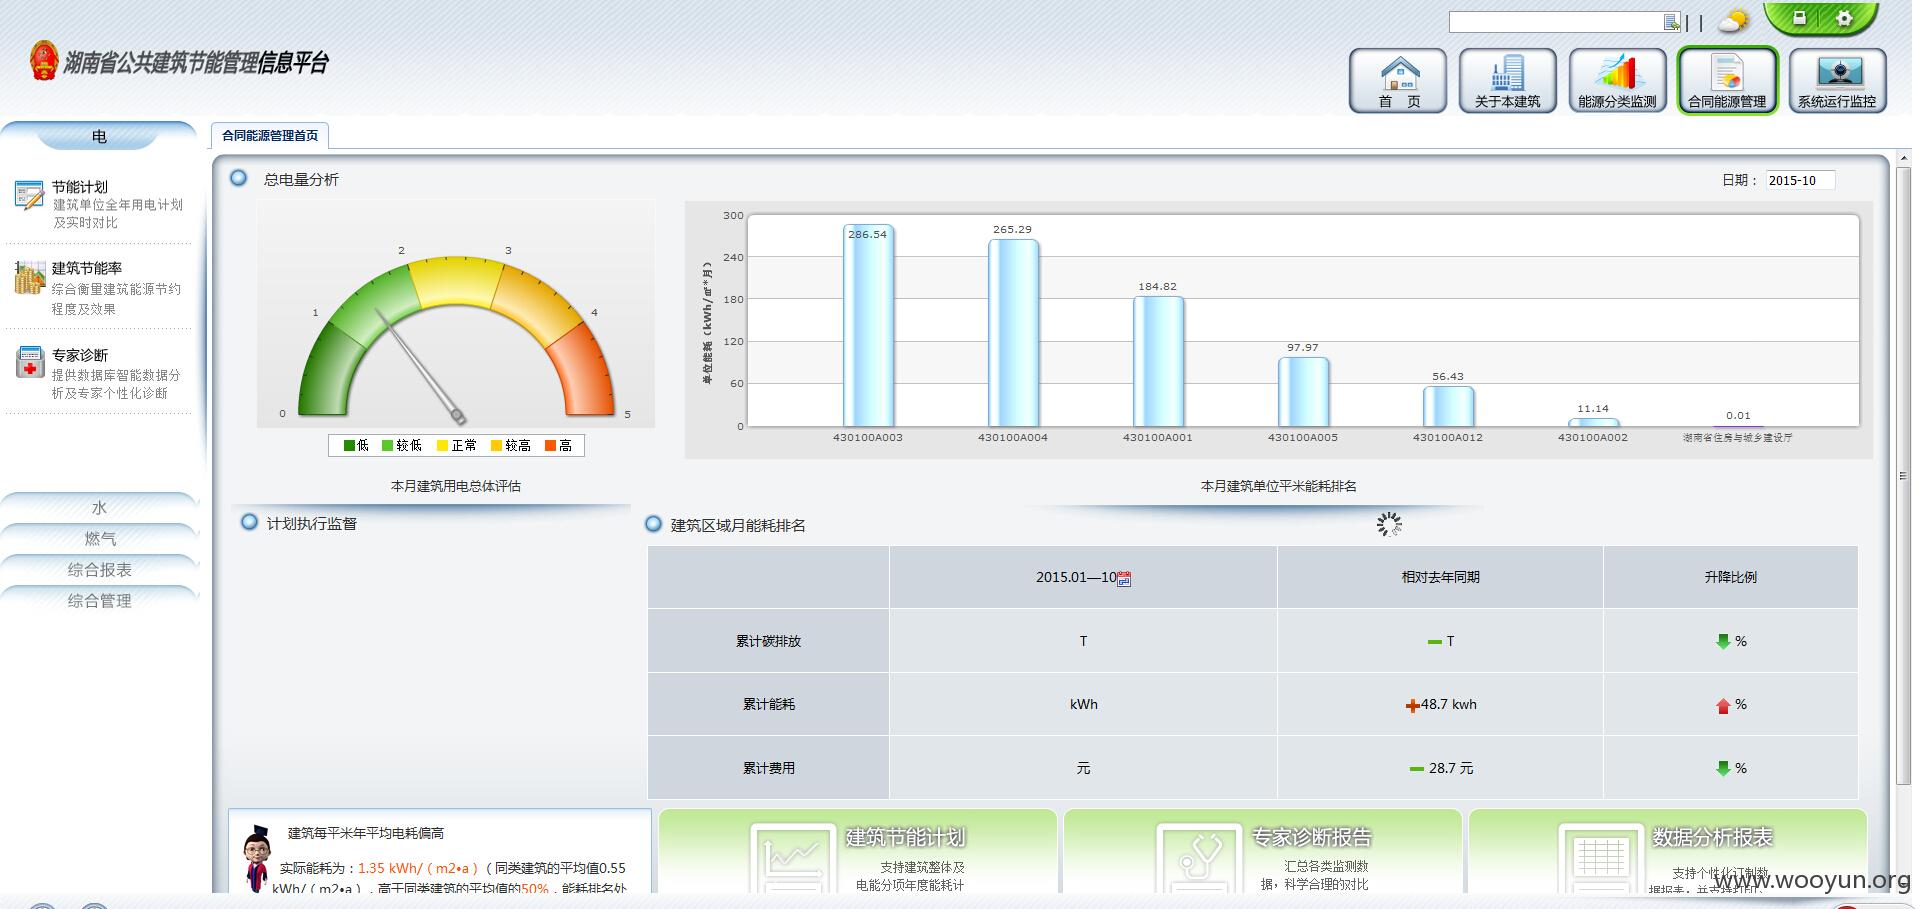 湖南省公共建筑节能管理信息平台
首 页
关于本建筑
能源分类监测
合同能源管理
系统运行监控
电
节能计划
建筑单位全年用电计划
及实时对比
建筑节能率
综合衡量建筑能源节约
程度及效果
专家诊断
提供数据库智能数据分
析及专家个性化诊断
水
燃气
综合报表
综合管理
合同能源管理首页
总电量分析
日期： 2015-10
0
1
2
3
4
5
低 较低 正常 较高 高
本月建筑用电总体评估
单位能耗（kWh/㎡*月）
300
240
180
120
60
0
286.54
265.29
184.82
97.97
56.43
11.14
0.01
430100A003
430100A004
430100A001
430100A005
430100A012
430100A002
湖南省住房与城乡建设厅
本月建筑单位平米能耗排名
计划执行监督
建筑区域月能耗排名
2015.01—10 相对去年同期 升降比例
累计碳排放 T T %
累计能耗 kWh 48.7 kwh %
累计费用 元 28.7 元 %
建筑每平米年平均电耗偏高
实际能耗为：1.35 kWh/（m2•a）（同类建筑的平均值0.55
kWh/（m2•a），高于同类建筑的平均值的50%，能耗排名处
建筑节能计划
支持建筑整体及
电能分项年度能耗计
专家诊断报告
汇总各类监测数
据，科学合理的对比
数据分析报表
支持个性化订制数
据报表，并支持打印、
www.wooyun.org